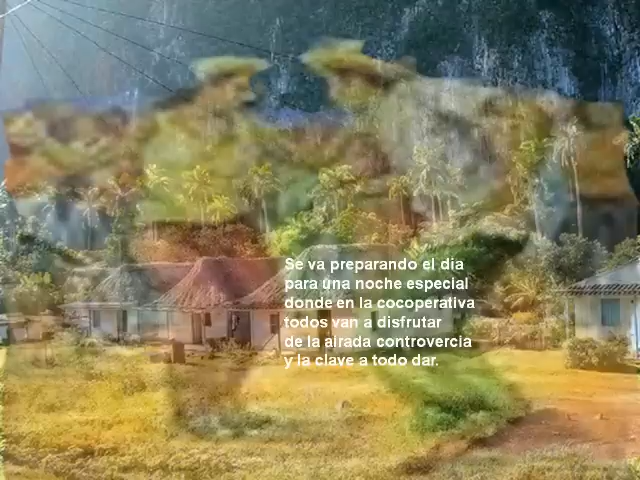 Se va preparando el día
para una noche especial
donde en la cocoperativa
todos van a disfrutar
de la airada controvercia
y la clave a todo dar.